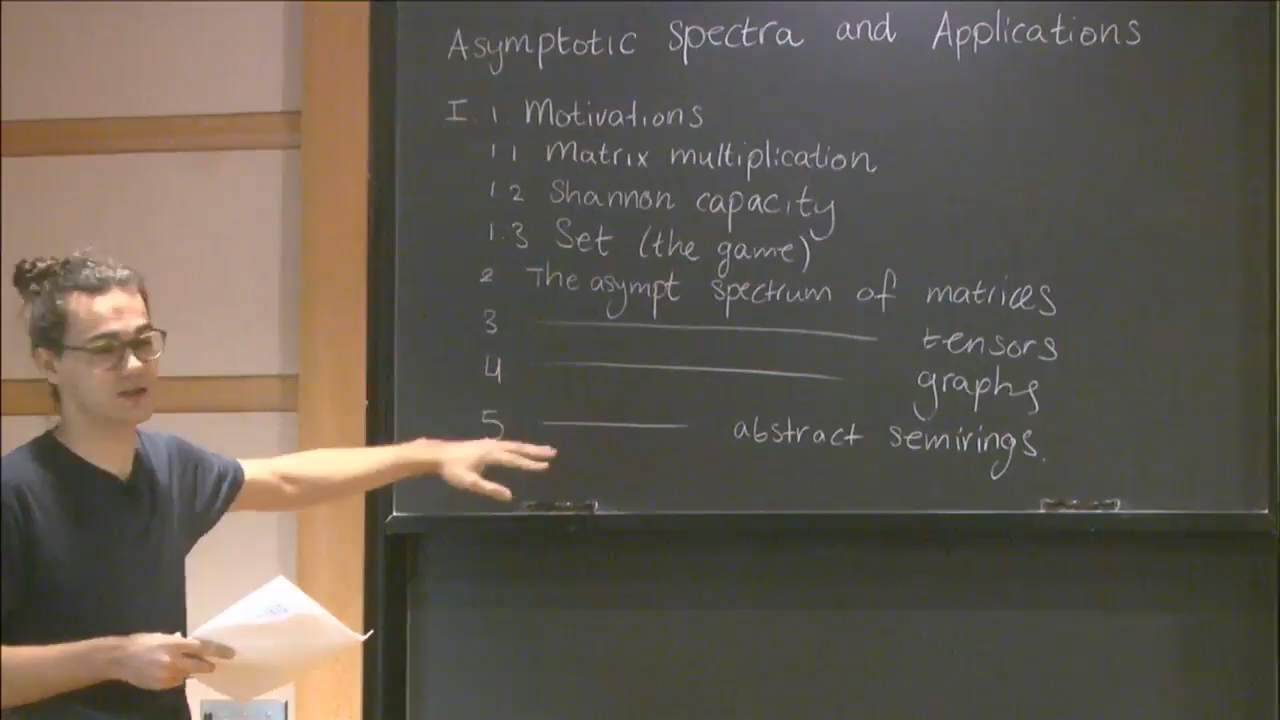 Asymptotic Spectra and Applications
I. 1 Motivations
1 1 Matrix multiplication
1 2 Shannon capacity
1.3 Set (the game)
2 The asympt spectrum of matrices
3 tensors
4 graphs
5 abstract semirings.